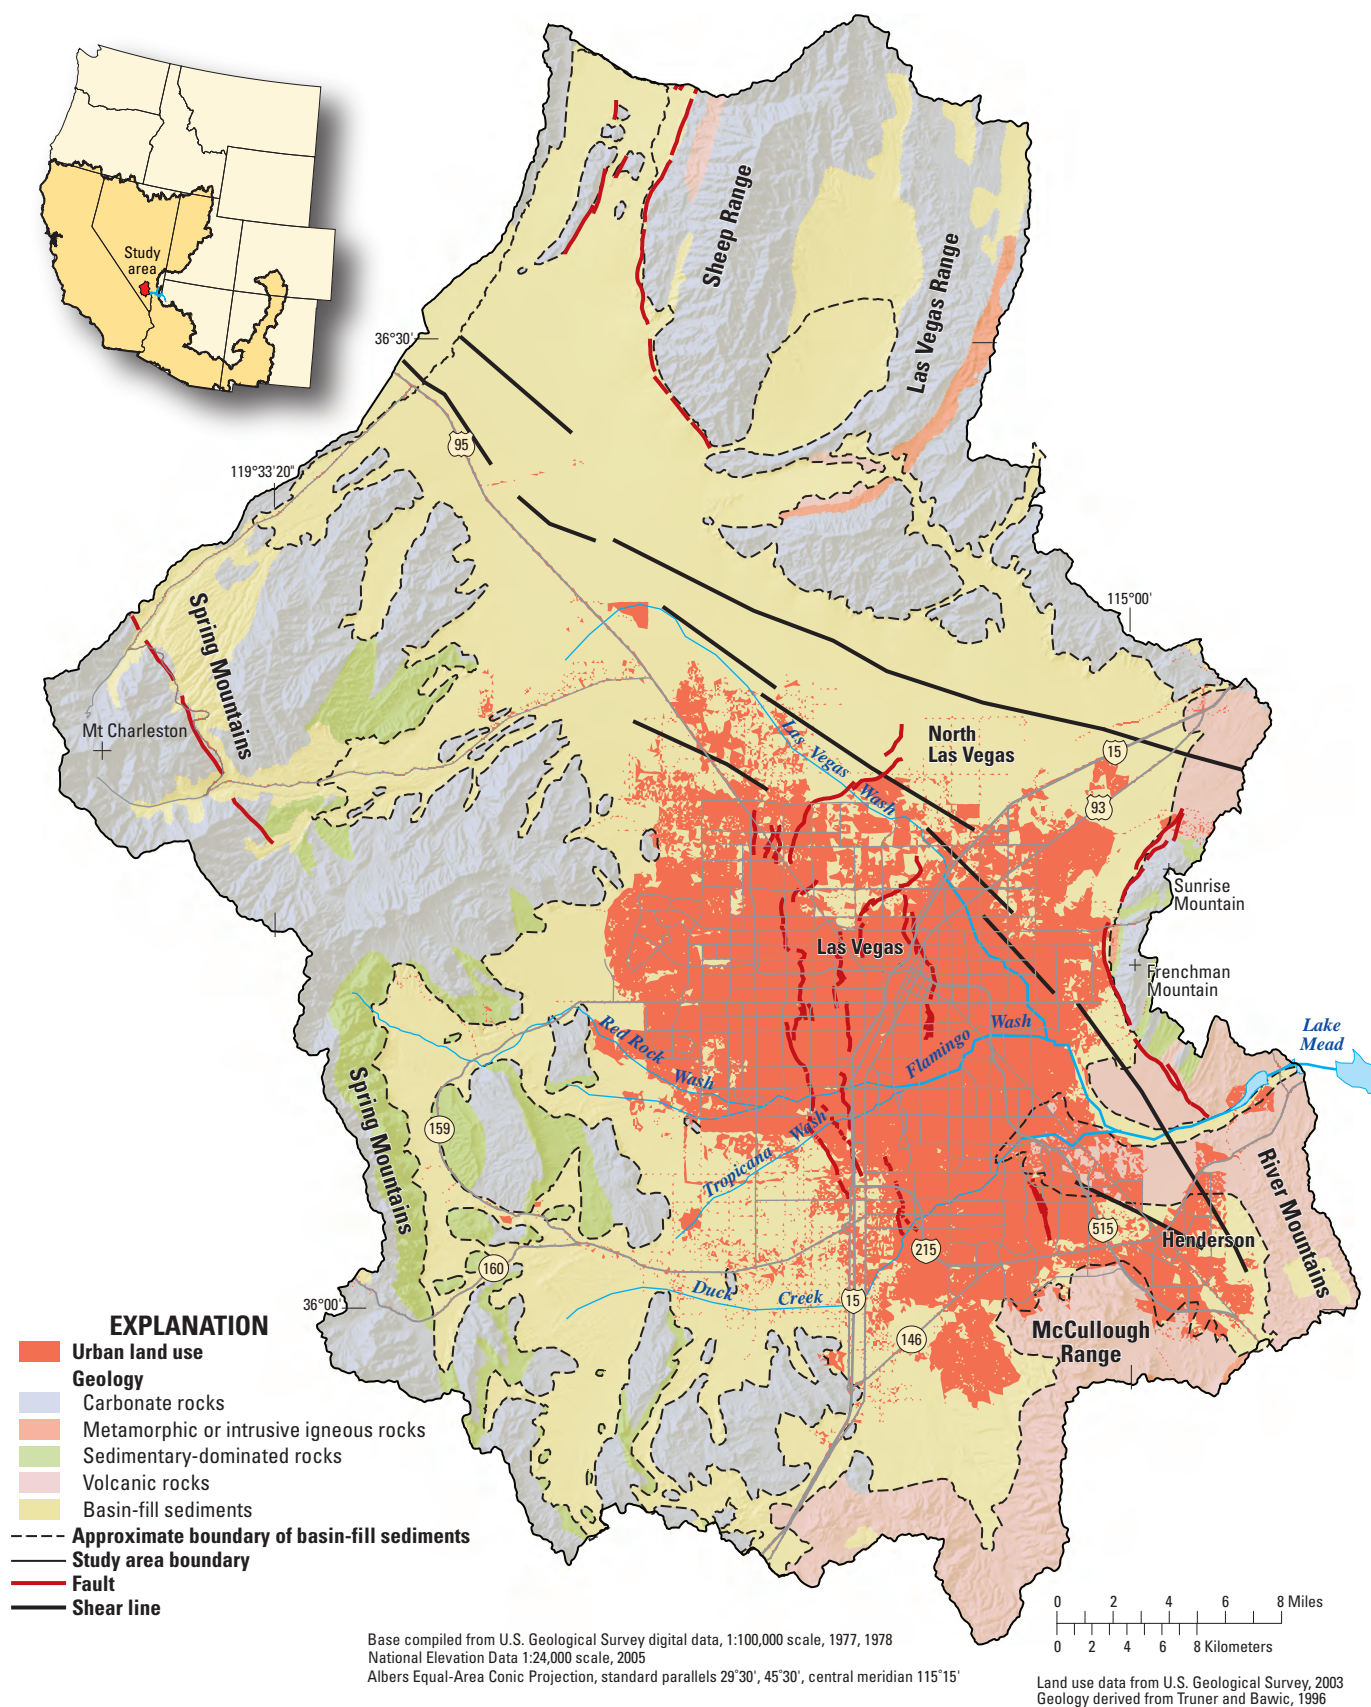 Study
area
36°30'
Sheep Range
Las Vegas Range
95
119°33'20"
115°00'
Spring Mountains
Mt Charleston
North
Las Vegas
15
Las Vegas
Wash
93
Sunrise
Mountain
Las Vegas
Frenchman
Mountain
Red Rock
Wash
Flamingo
Wash
Lake
Mead
Spring Mountains
159
Tropicana
Wash
River Mountains
515
215
Henderson
160
Duck
Creek
15
36°00'
146
McCullough
Range
EXPLANATION
Urban land use
Geology
Carbonate rocks
Metamorphic or intrusive igneous rocks
Sedimentary-dominated rocks
Volcanic rocks
Basin-fill sediments
Approximate boundary of basin-fill sediments
Study area boundary
Fault
Shear line
0 2 4 6 8 Miles
0 2 4 6 8 Kilometers
Base compiled from U.S. Geological Survey digital data, 1:100,000 scale, 1977, 1978
National Elevation Data 1:24,000 scale, 2005
Albers Equal-Area Conic Projection, standard parallels 29°30', 45°30', central meridian 115°15'
Land use data from U.S. Geological Survey, 2003
Geology derived from Truner and Bawic, 1996